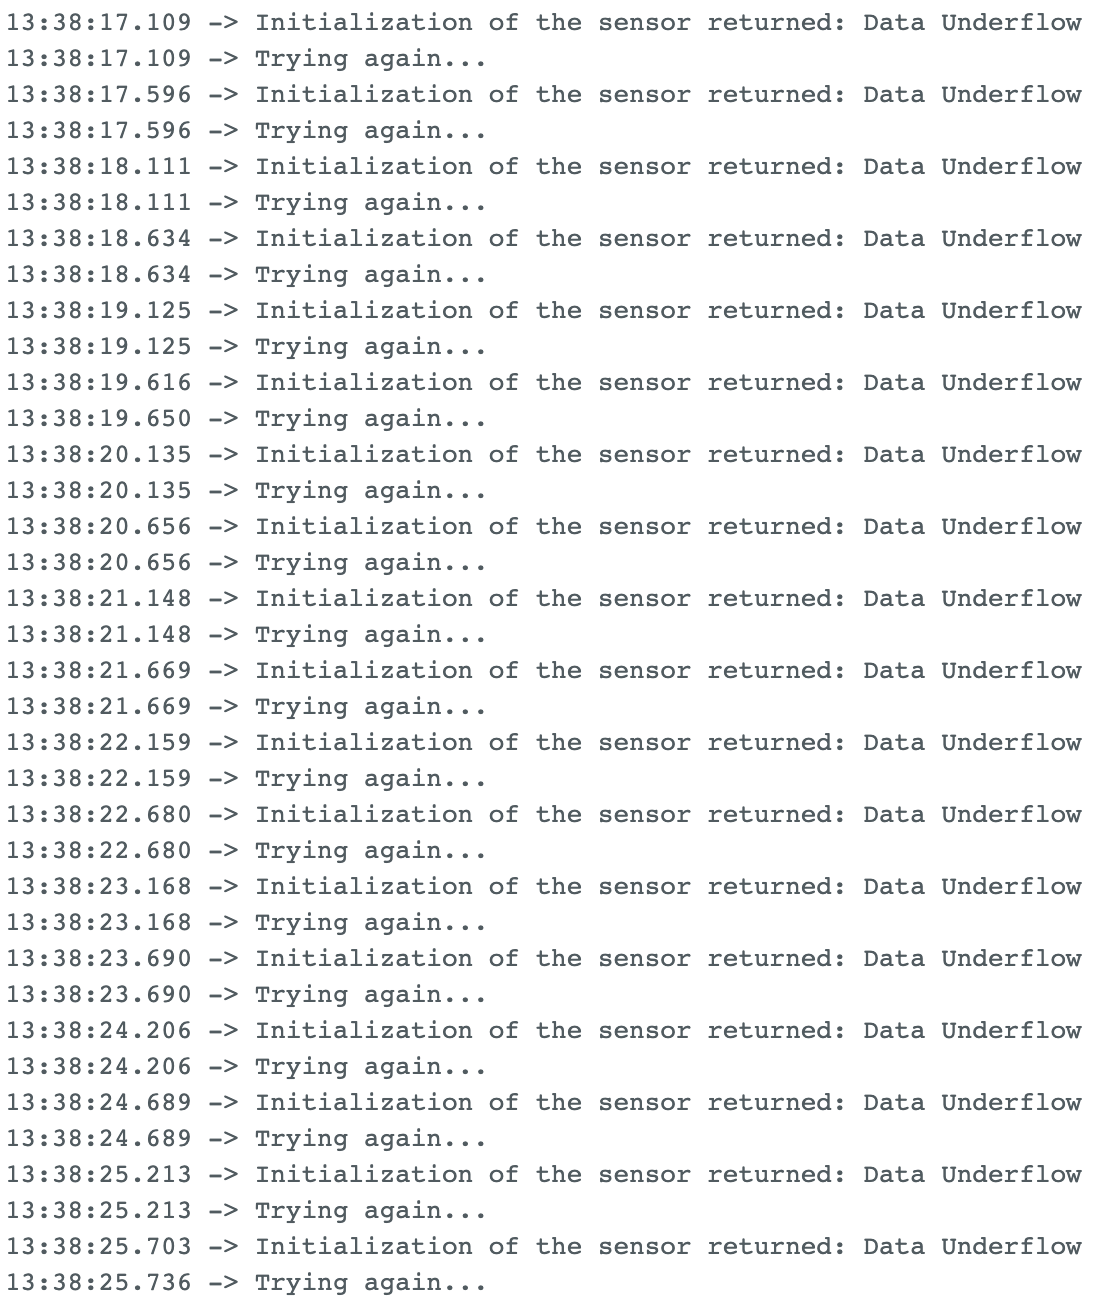 13:38:17.109 -> Initialization of the sensor returned: Data Underflow
13:38:17.109 -> Trying again...
13:38:17.596 -> Initialization of the sensor returned: Data Underflow
13:38:17.596 -> Trying again...
13:38:18.111 -> Initialization of the sensor returned: Data Underflow
13:38:18.111 -> Trying again...
13:38:18.634 -> Initialization of the sensor returned: Data Underflow
13:38:18.634 -> Trying again...
13:38:19.125 -> Initialization of the sensor returned: Data Underflow
13:38:19.125 -> Trying again...
13:38:19.616 -> Initialization of the sensor returned: Data Underflow
13:38:19.650 -> Trying again...
13:38:20.135 -> Initialization of the sensor returned: Data Underflow
13:38:20.135 -> Trying again...
13:38:20.656 -> Initialization of the sensor returned: Data Underflow
13:38:20.656 -> Trying again...
13:38:21.148 -> Initialization of the sensor returned: Data Underflow
13:38:21.148 -> Trying again...
13:38:21.669 -> Initialization of the sensor returned: Data Underflow
13:38:21.669 -> Trying again...
13:38:22.159 -> Initialization of the sensor returned: Data Underflow
13:38:22.159 -> Trying again...
13:38:22.680 -> Initialization of the sensor returned: Data Underflow
13:38:22.680 -> Trying again...
13:38:23.168 -> Initialization of the sensor returned: Data Underflow
13:38:23.168 -> Trying again...
13:38:23.690 -> Initialization of the sensor returned: Data Underflow
13:38:23.690 -> Trying again...
13:38:24.206 -> Initialization of the sensor returned: Data Underflow
13:38:24.206 -> Trying again...
13:38:24.689 -> Initialization of the sensor returned: Data Underflow
13:38:24.689 -> Trying again...
13:38:25.213 -> Initialization of the sensor returned: Data Underflow
13:38:25.213 -> Trying again...
13:38:25.703 -> Initialization of the sensor returned: Data Underflow
13:38:25.736 -> Trying again...